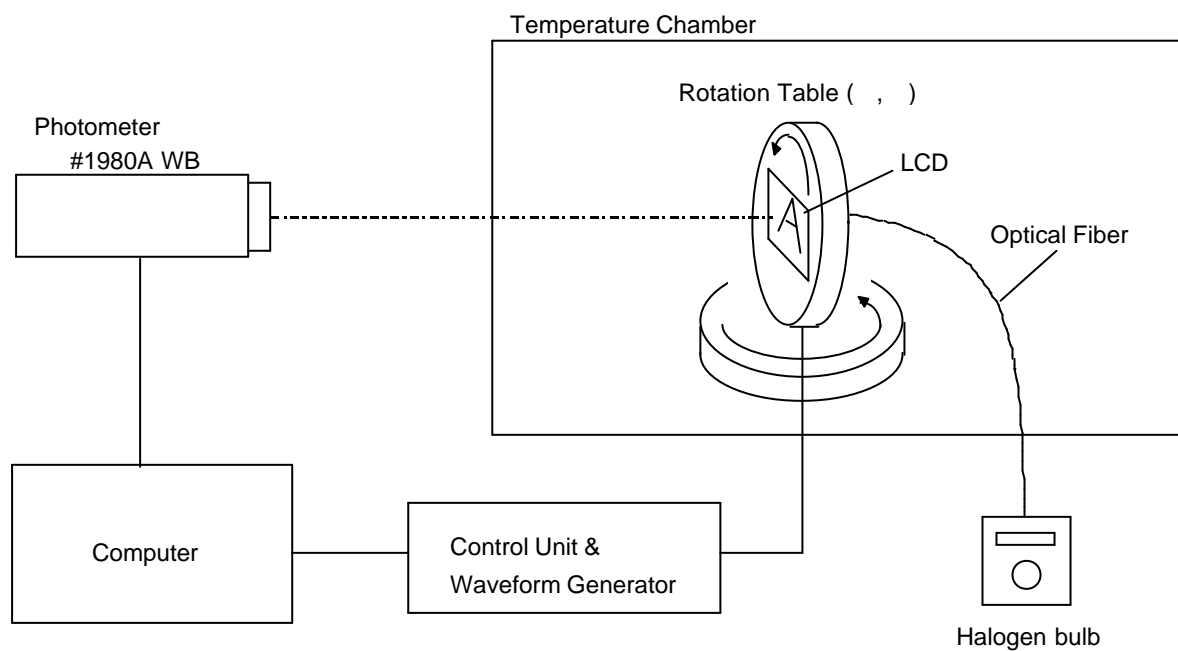 Temperature Chamber
Rotation Table ( , )
Photometer
#1980A WB
LCD
A
Optical Fiber
Computer
Control Unit &
Waveform Generator
Halogen bulb